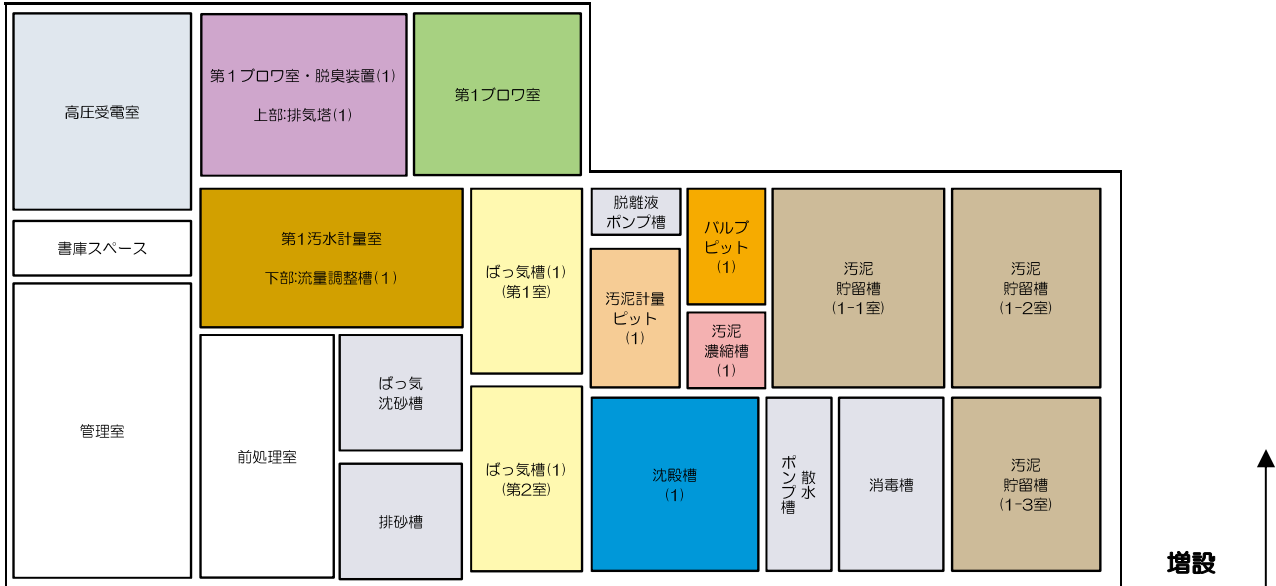 高圧受電室
第1ブロワ室・脱臭装置(1)
上部:排気塔(1)
第1ブロワ室
書庫スペース
第1汚水計量室
下部:流量調整槽(1)
ばっ気槽(1)
(第1室)
脱離液
ポンプ槽
バルブ
ピット
(1)
汚泥
貯留槽
(1-1室)
汚泥
貯留槽
(1-2室)
汚泥計量
ピット
(1)
汚泥
濃縮槽
(1)
管理室
前処理室
ばっ気
沈砂槽
排砂槽
ばっ気槽(1)
(第2室)
沈殿槽
(1)
散水
ポンプ槽
消毒槽
汚泥
貯留槽
(1-3室)
増設